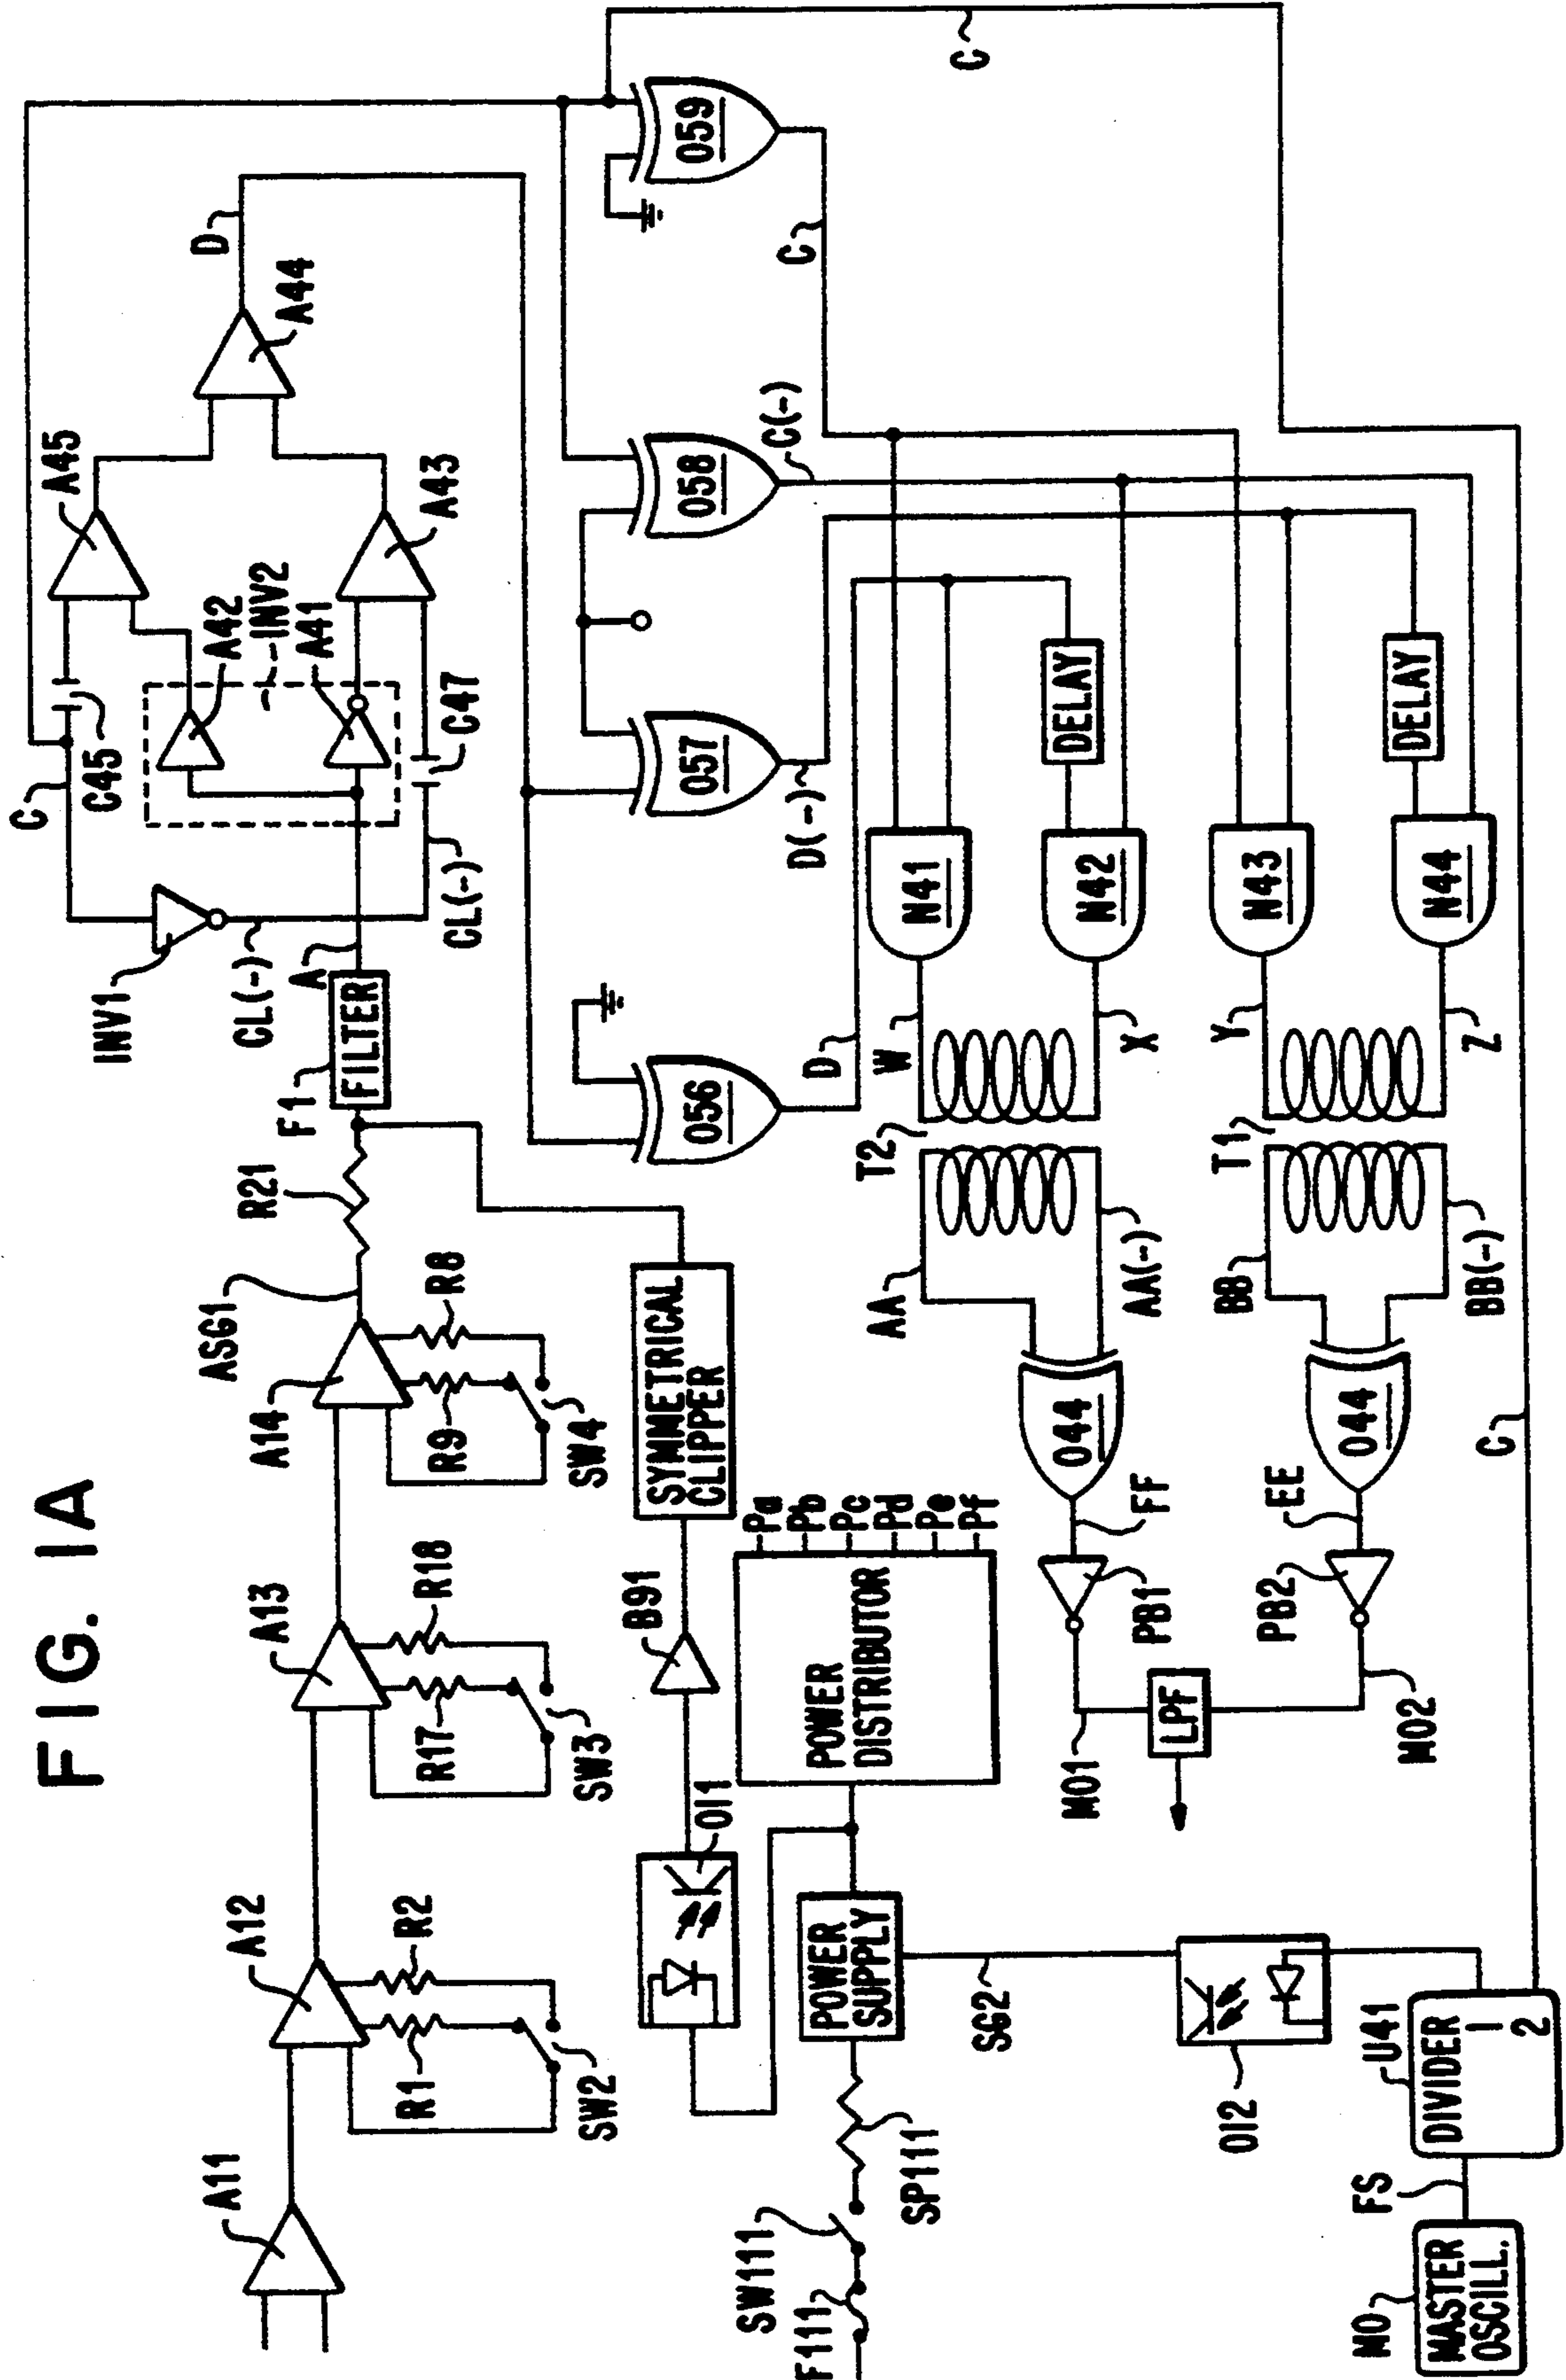 FIG. 1A
A11
A12
R1
R2
SW2
A13
R17
R18
SW3
A14
R9
R8
SW4
ASG1
R21
F1
FILTER
A
INV1
CL(-)
CL(-)
C
C45
C47
A42
INV2
A41
A45
A43
A44
D
SYMMETRICAL
CLIPPER
B91
OI1
POWER
DISTRIBUTOR
Pa
Pb
Pc
Pd
Pe
Pf
POWER
SUPPLY
SW111
F111
SP111
SG2
OI2
U41
DIVIDER
1
2
FS
MO
MASTER
OSCILL.
056
057
058
059
D
D(-)
C(-)
C
C
DELAY
DELAY
N41
N42
N43
N44
W
X
Y
Z
T2
T1
AA
AA(-)
BB
BB(-)
044
044
FF
EE
PB1
PB2
MO1
LPF
MO2
C